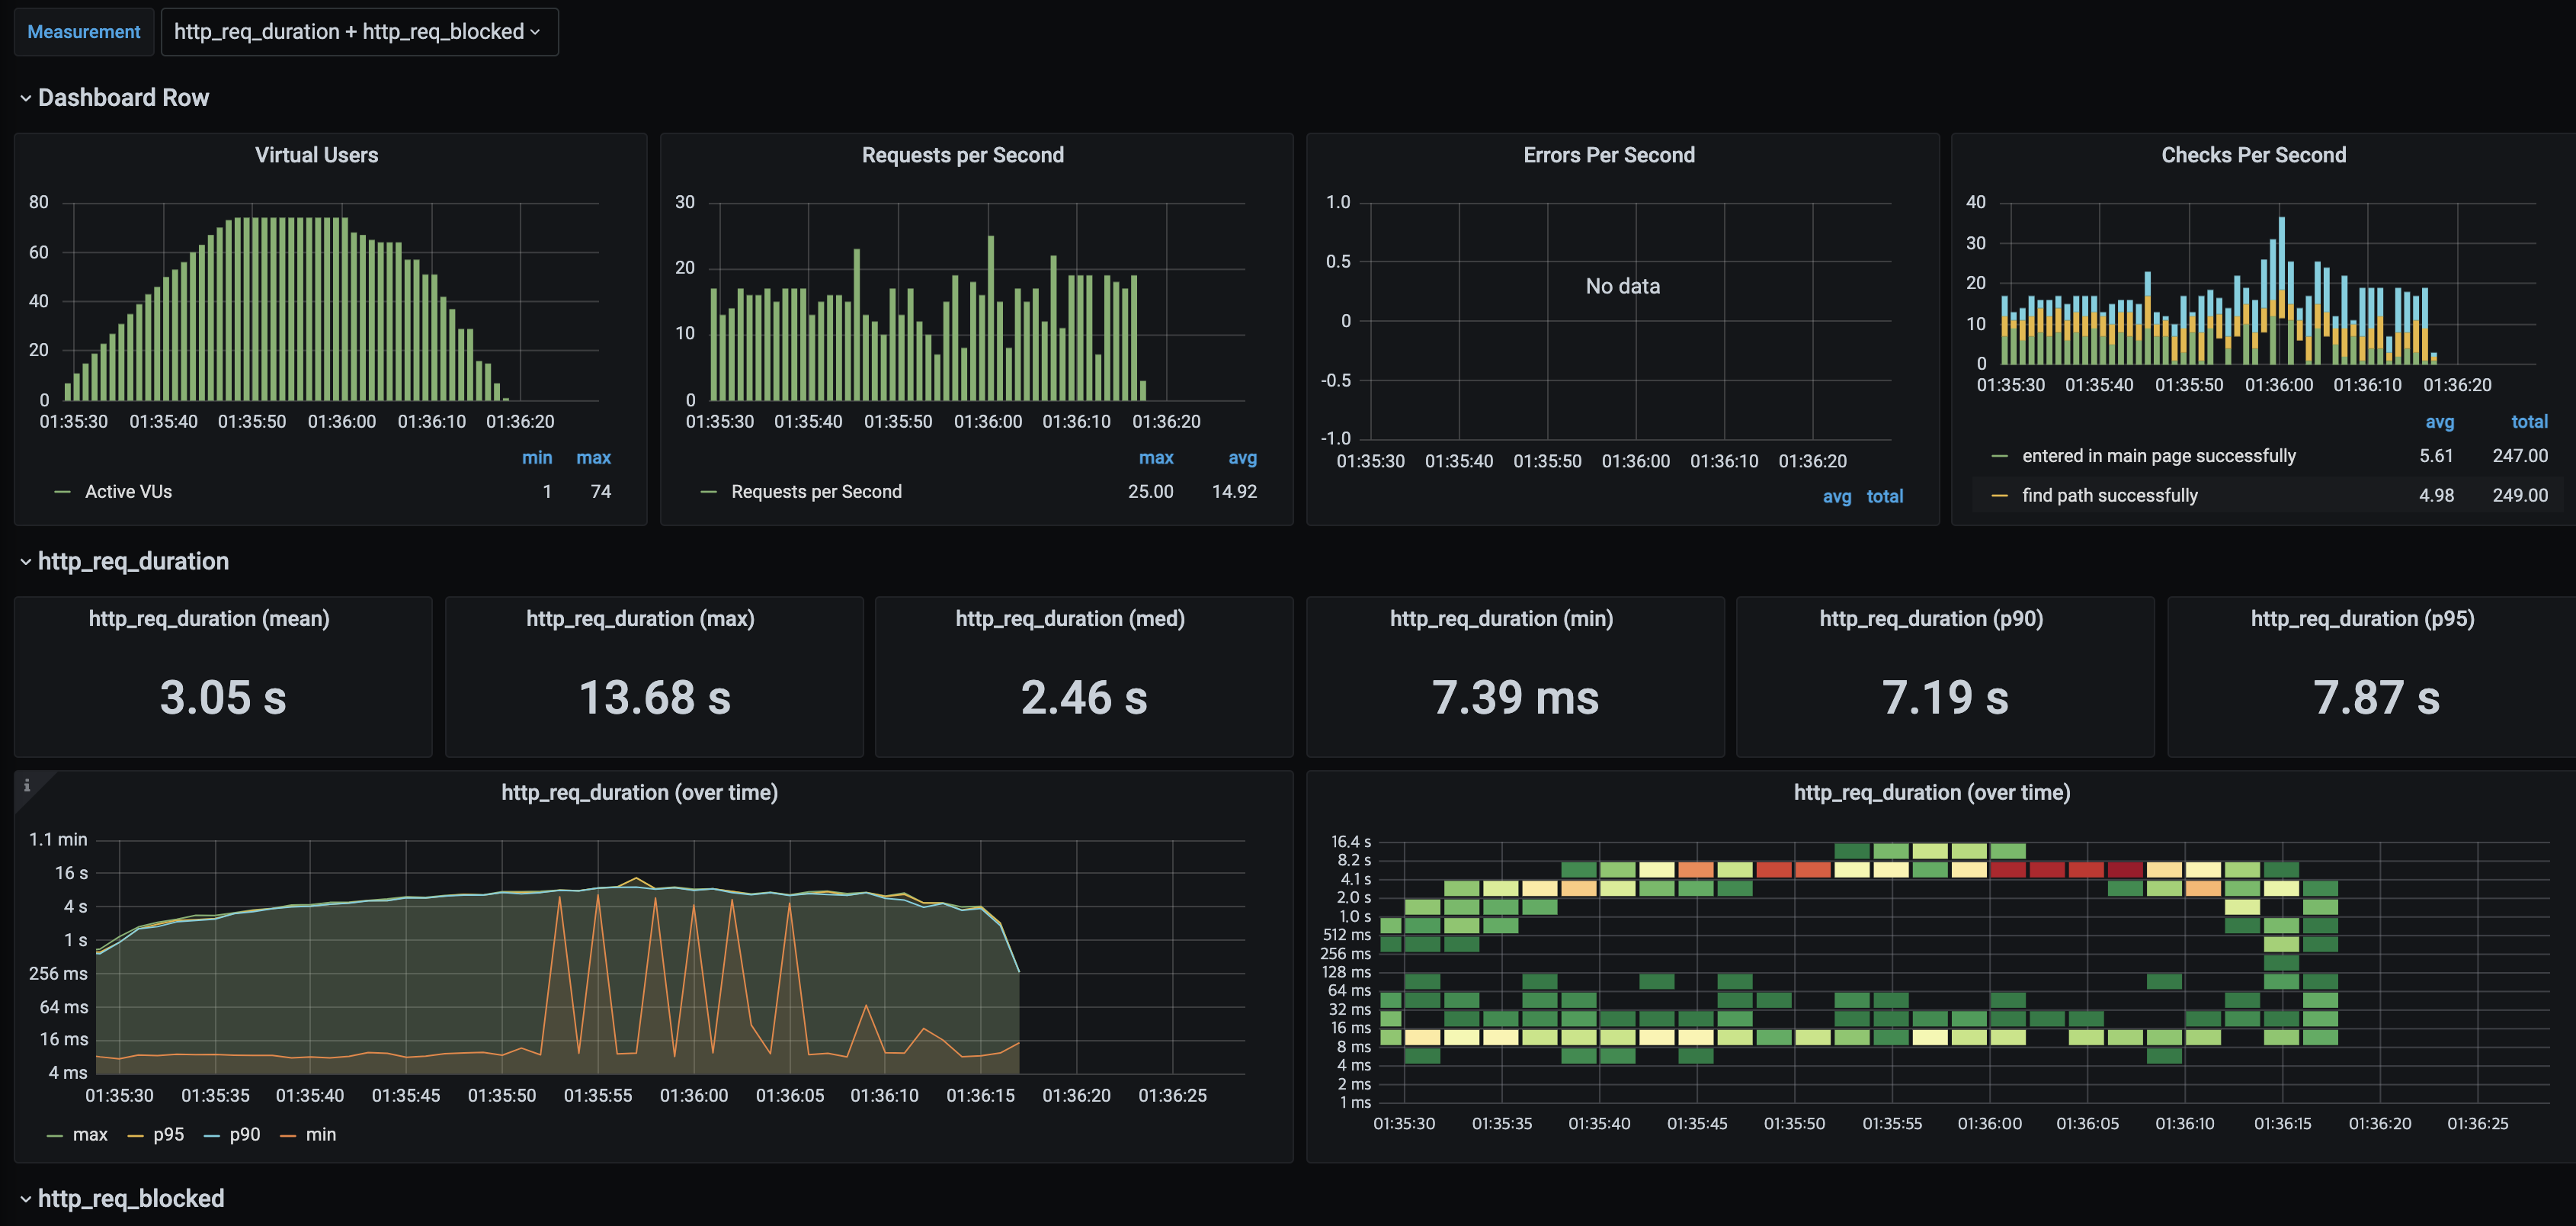 Measurement http_req_duration + http_req_blocked
Dashboard Row
Virtual Users
80
60
40
20
0
01:35:30 01:35:40 01:35:50 01:36:00 01:36:10 01:36:20
min max
Active VUs 1 74
Requests per Second
30
20
10
0
01:35:30 01:35:40 01:35:50 01:36:00 01:36:10 01:36:20
max avg
Requests per Second 25.00 14.92
Errors Per Second
1.0
0.5
No data
0
-0.5
-1.0
01:35:30 01:35:40 01:35:50 01:36:00 01:36:10 01:36:20
avg total
Checks Per Second
40
30
20
10
0
01:35:30 01:35:40 01:35:50 01:36:00 01:36:10 01:36:20
avg total
entered in main page successfully 5.61 247.00
find path successfully 4.98 249.00
http_req_duration
http_req_duration (mean)
3.05 s
http_req_duration (max)
13.68 s
http_req_duration (med)
2.46 s
http_req_duration (min)
7.39 ms
http_req_duration (p90)
7.19 s
http_req_duration (p95)
7.87 s
i
http_req_duration (over time)
1.1 min
16 s
4 s
1 s
256 ms
64 ms
16 ms
4 ms
01:35:30 01:35:35 01:35:40 01:35:45 01:35:50 01:35:55 01:36:00 01:36:05 01:36:10 01:36:15 01:36:20 01:36:25
max p95 p90 min
http_req_duration (over time)
16.4 s
8.2 s
4.1 s
2.0 s
1.0 s
512 ms
256 ms
128 ms
64 ms
32 ms
16 ms
8 ms
4 ms
2 ms
1 ms
01:35:30 01:35:35 01:35:40 01:35:45 01:35:50 01:35:55 01:36:00 01:36:05 01:36:10 01:36:15 01:36:20 01:36:25
http_req_blocked